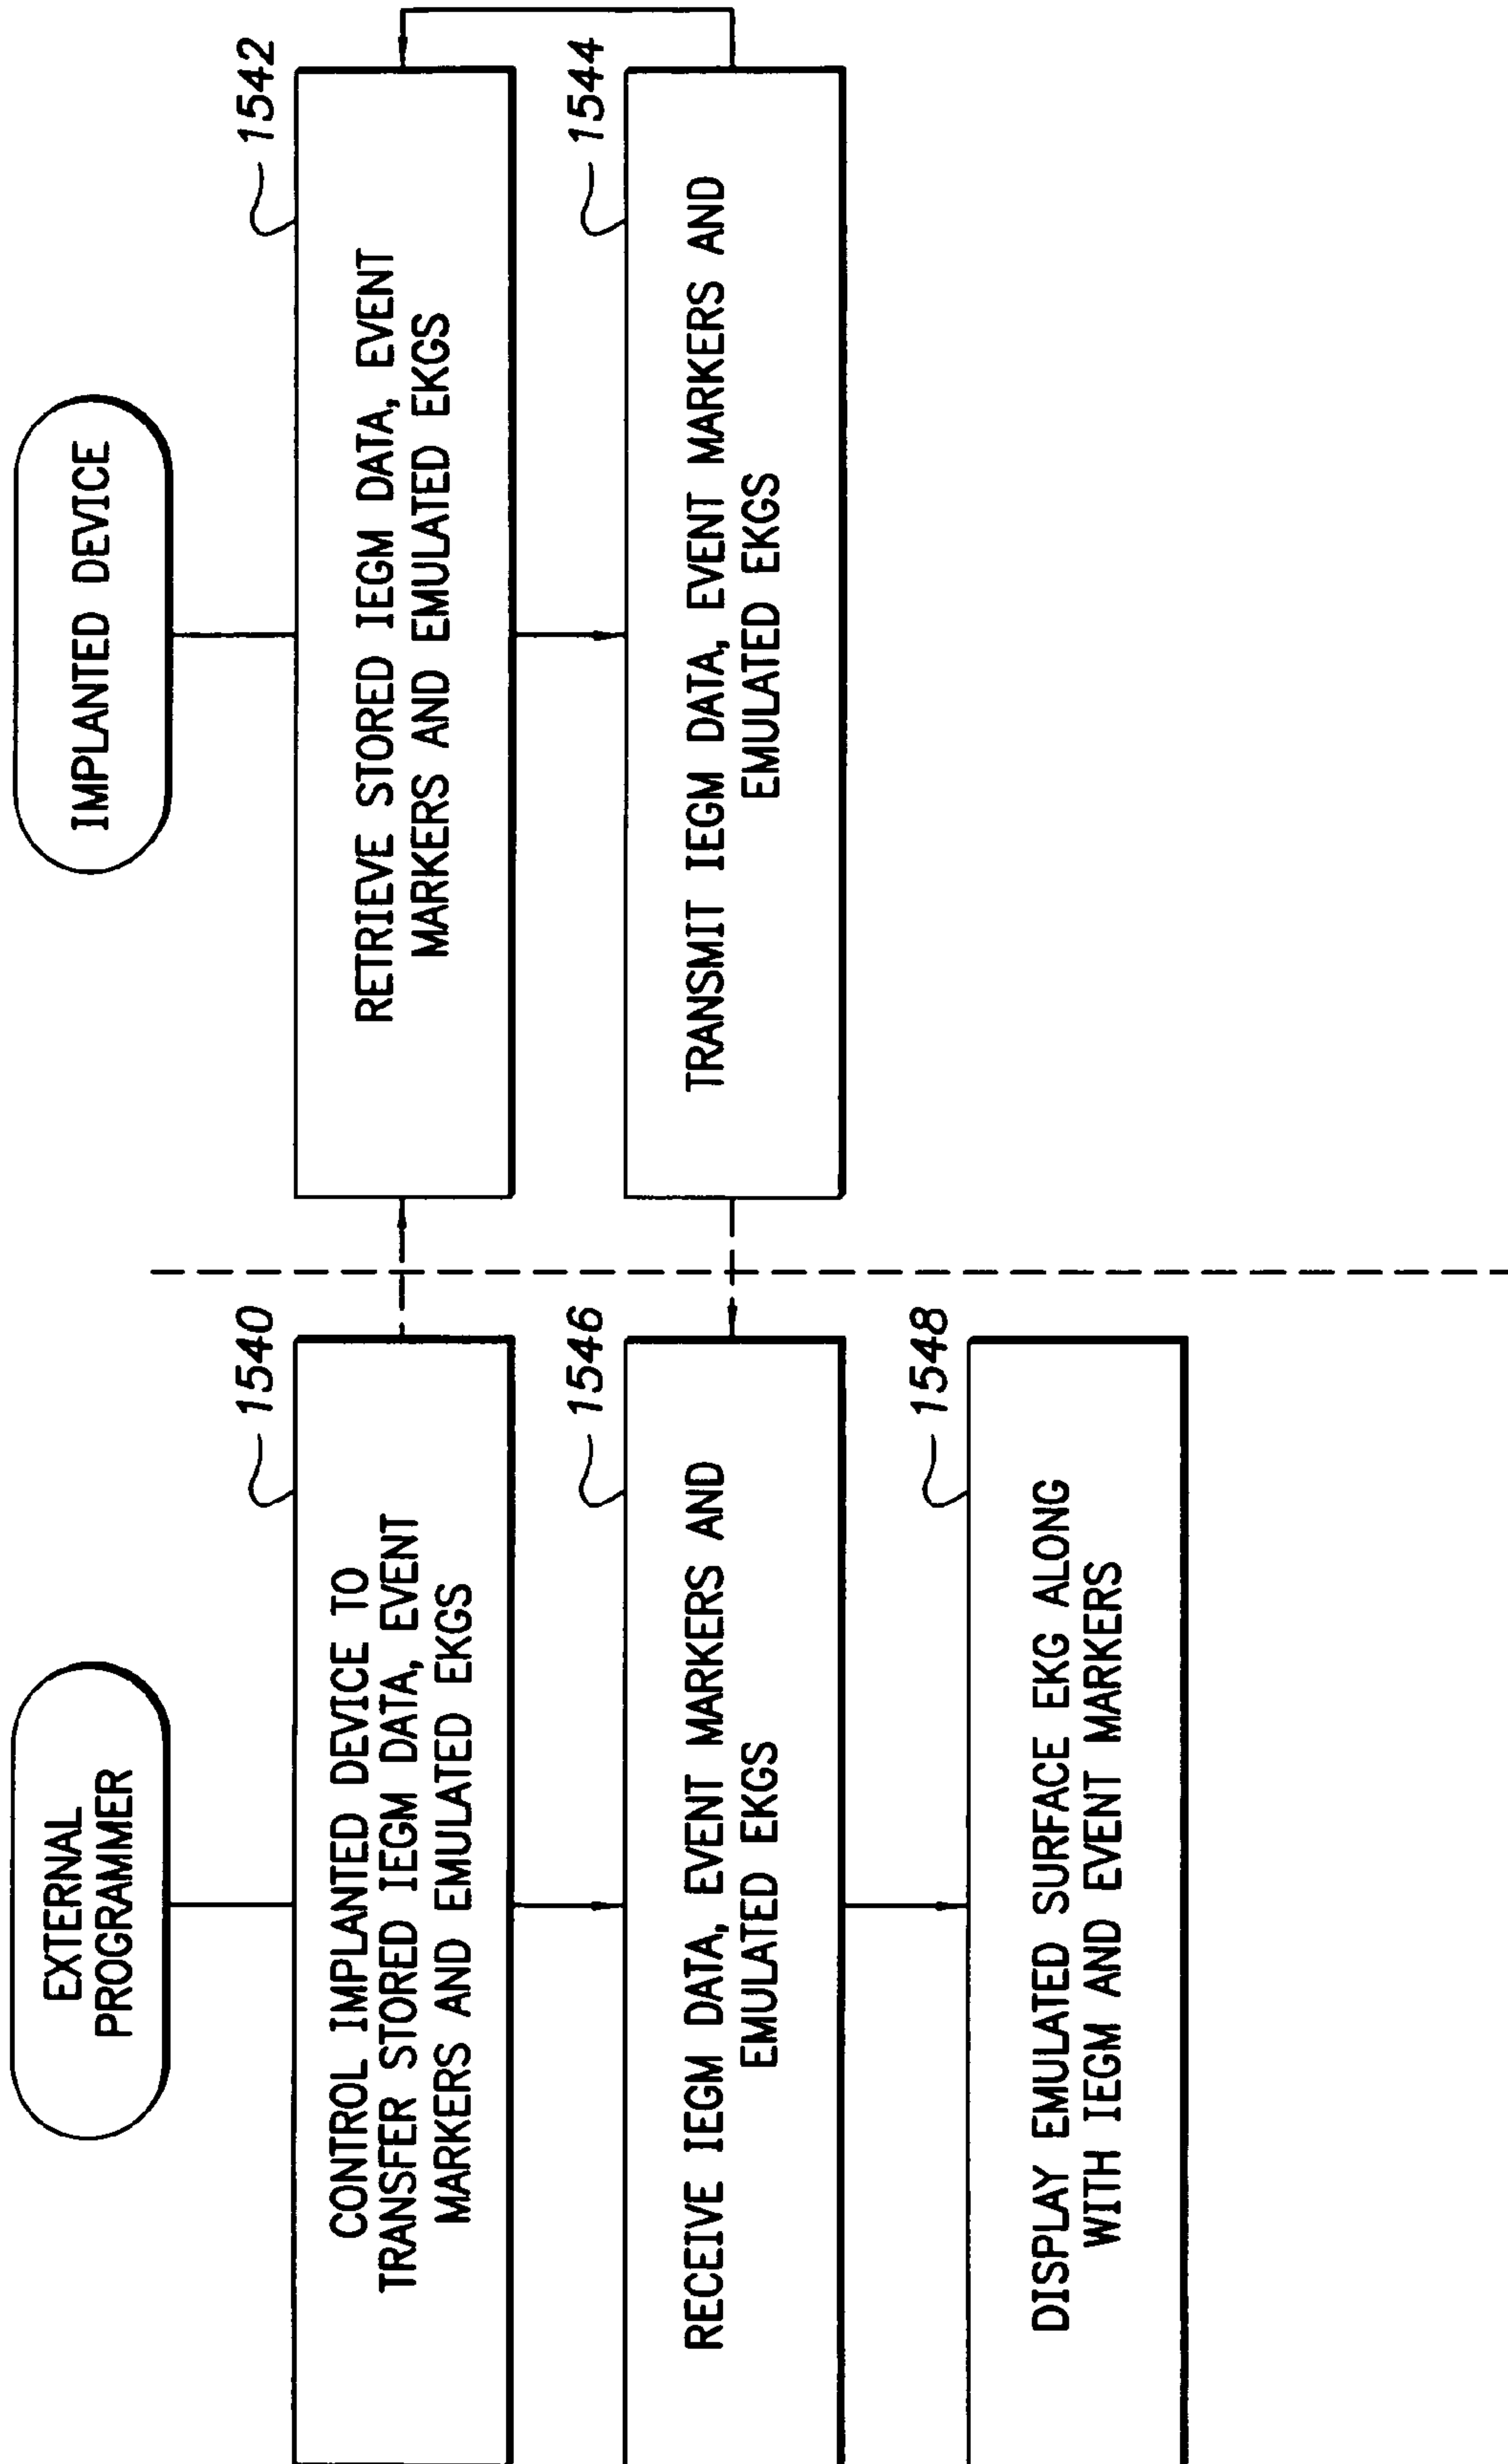 EXTERNAL
PROGRAMMER
1540
CONTROL IMPLANTED DEVICE TO
TRANSFER STORED IEGM DATA, EVENT
MARKERS AND EMULATED EKGS
1546
RECEIVE IEGM DATA, EVENT MARKERS AND
EMULATED EKGS
1548
DISPLAY EMULATED SURFACE EKG ALONG
WITH IEGM AND EVENT MARKERS
IMPLANTED DEVICE
1542
RETRIEVE STORED IEGM DATA, EVENT
MARKERS AND EMULATED EKGS
1544
TRANSMIT IEGM DATA, EVENT MARKERS AND
EMULATED EKGS